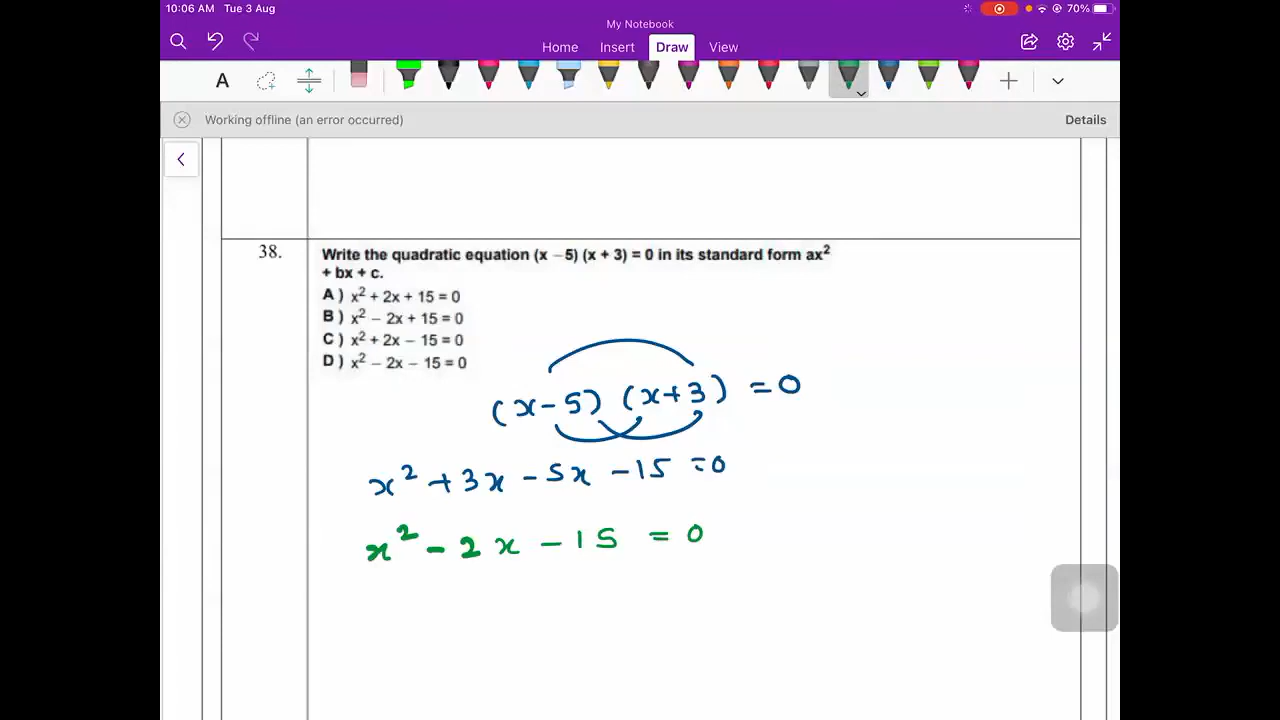 10:06 AM Tue 3 Aug
70%
My Notebook
Home Insert Draw View
A
Working offline (an error occurred)
Details
38.
Write the quadratic equation (x – 5) (x + 3) = 0 in its standard form ax²
+ bx + c.
A ) x² + 2x + 15 = 0
B ) x² – 2x + 15 = 0
C ) x² + 2x – 15 = 0
D ) x² – 2x – 15 = 0
(x-5) (x+3) = 0
x² + 3x - 5x - 15 = 0
x² - 2x - 15 = 0